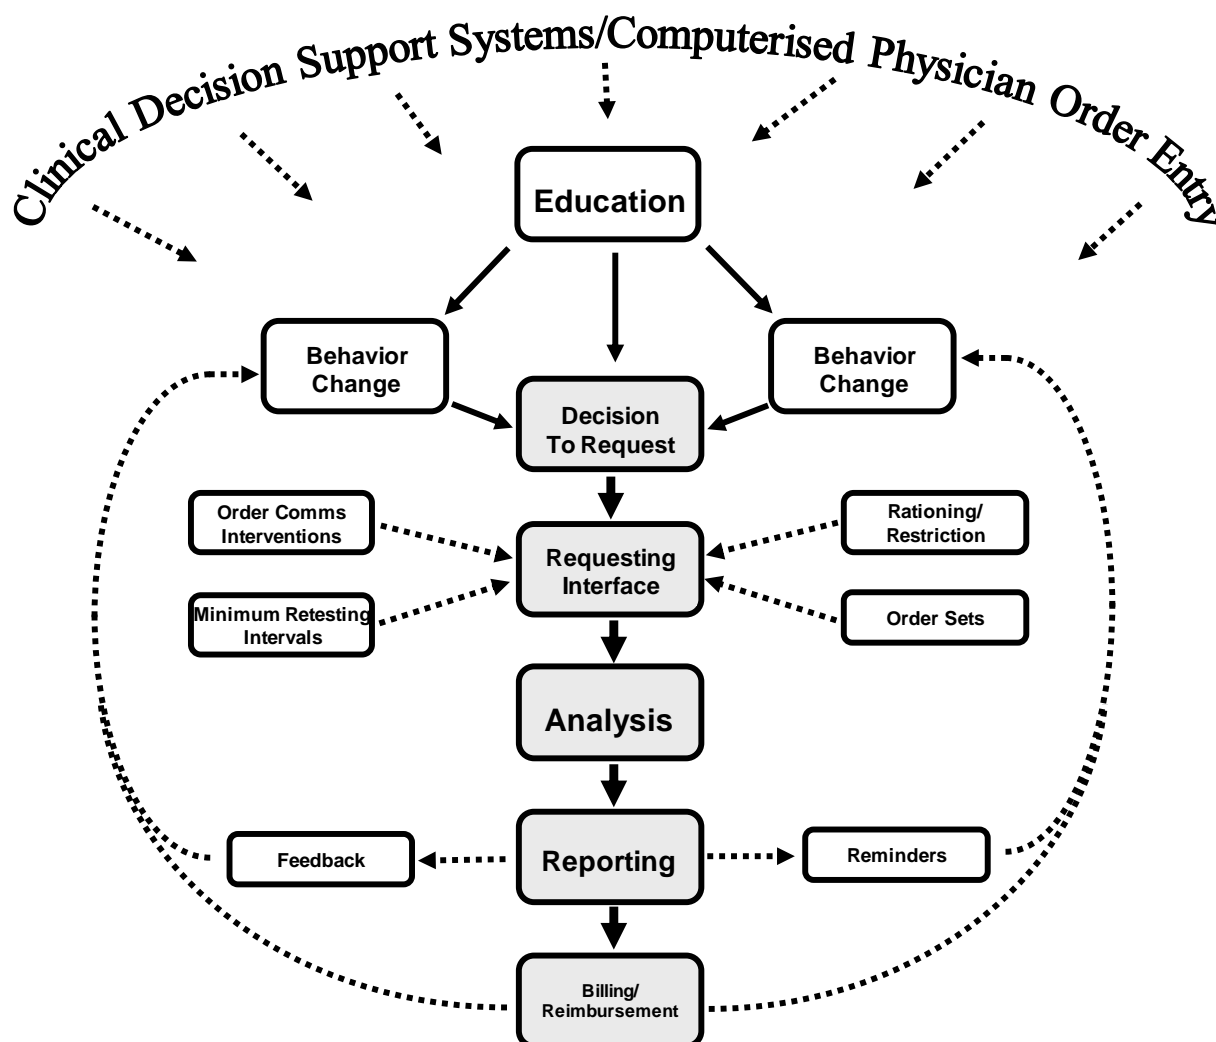 Clinical Decision Support Systems/Computerised Physician Order Entry
Education
Behavior
Change
Behavior
Change
Decision
To Request
Order Comms
Interventions
Rationing/
Restriction
Requesting
Interface
Minimum Retesting
Intervals
Order Sets
Analysis
Feedback
Reporting
Reminders
Billing/
Reimbursement